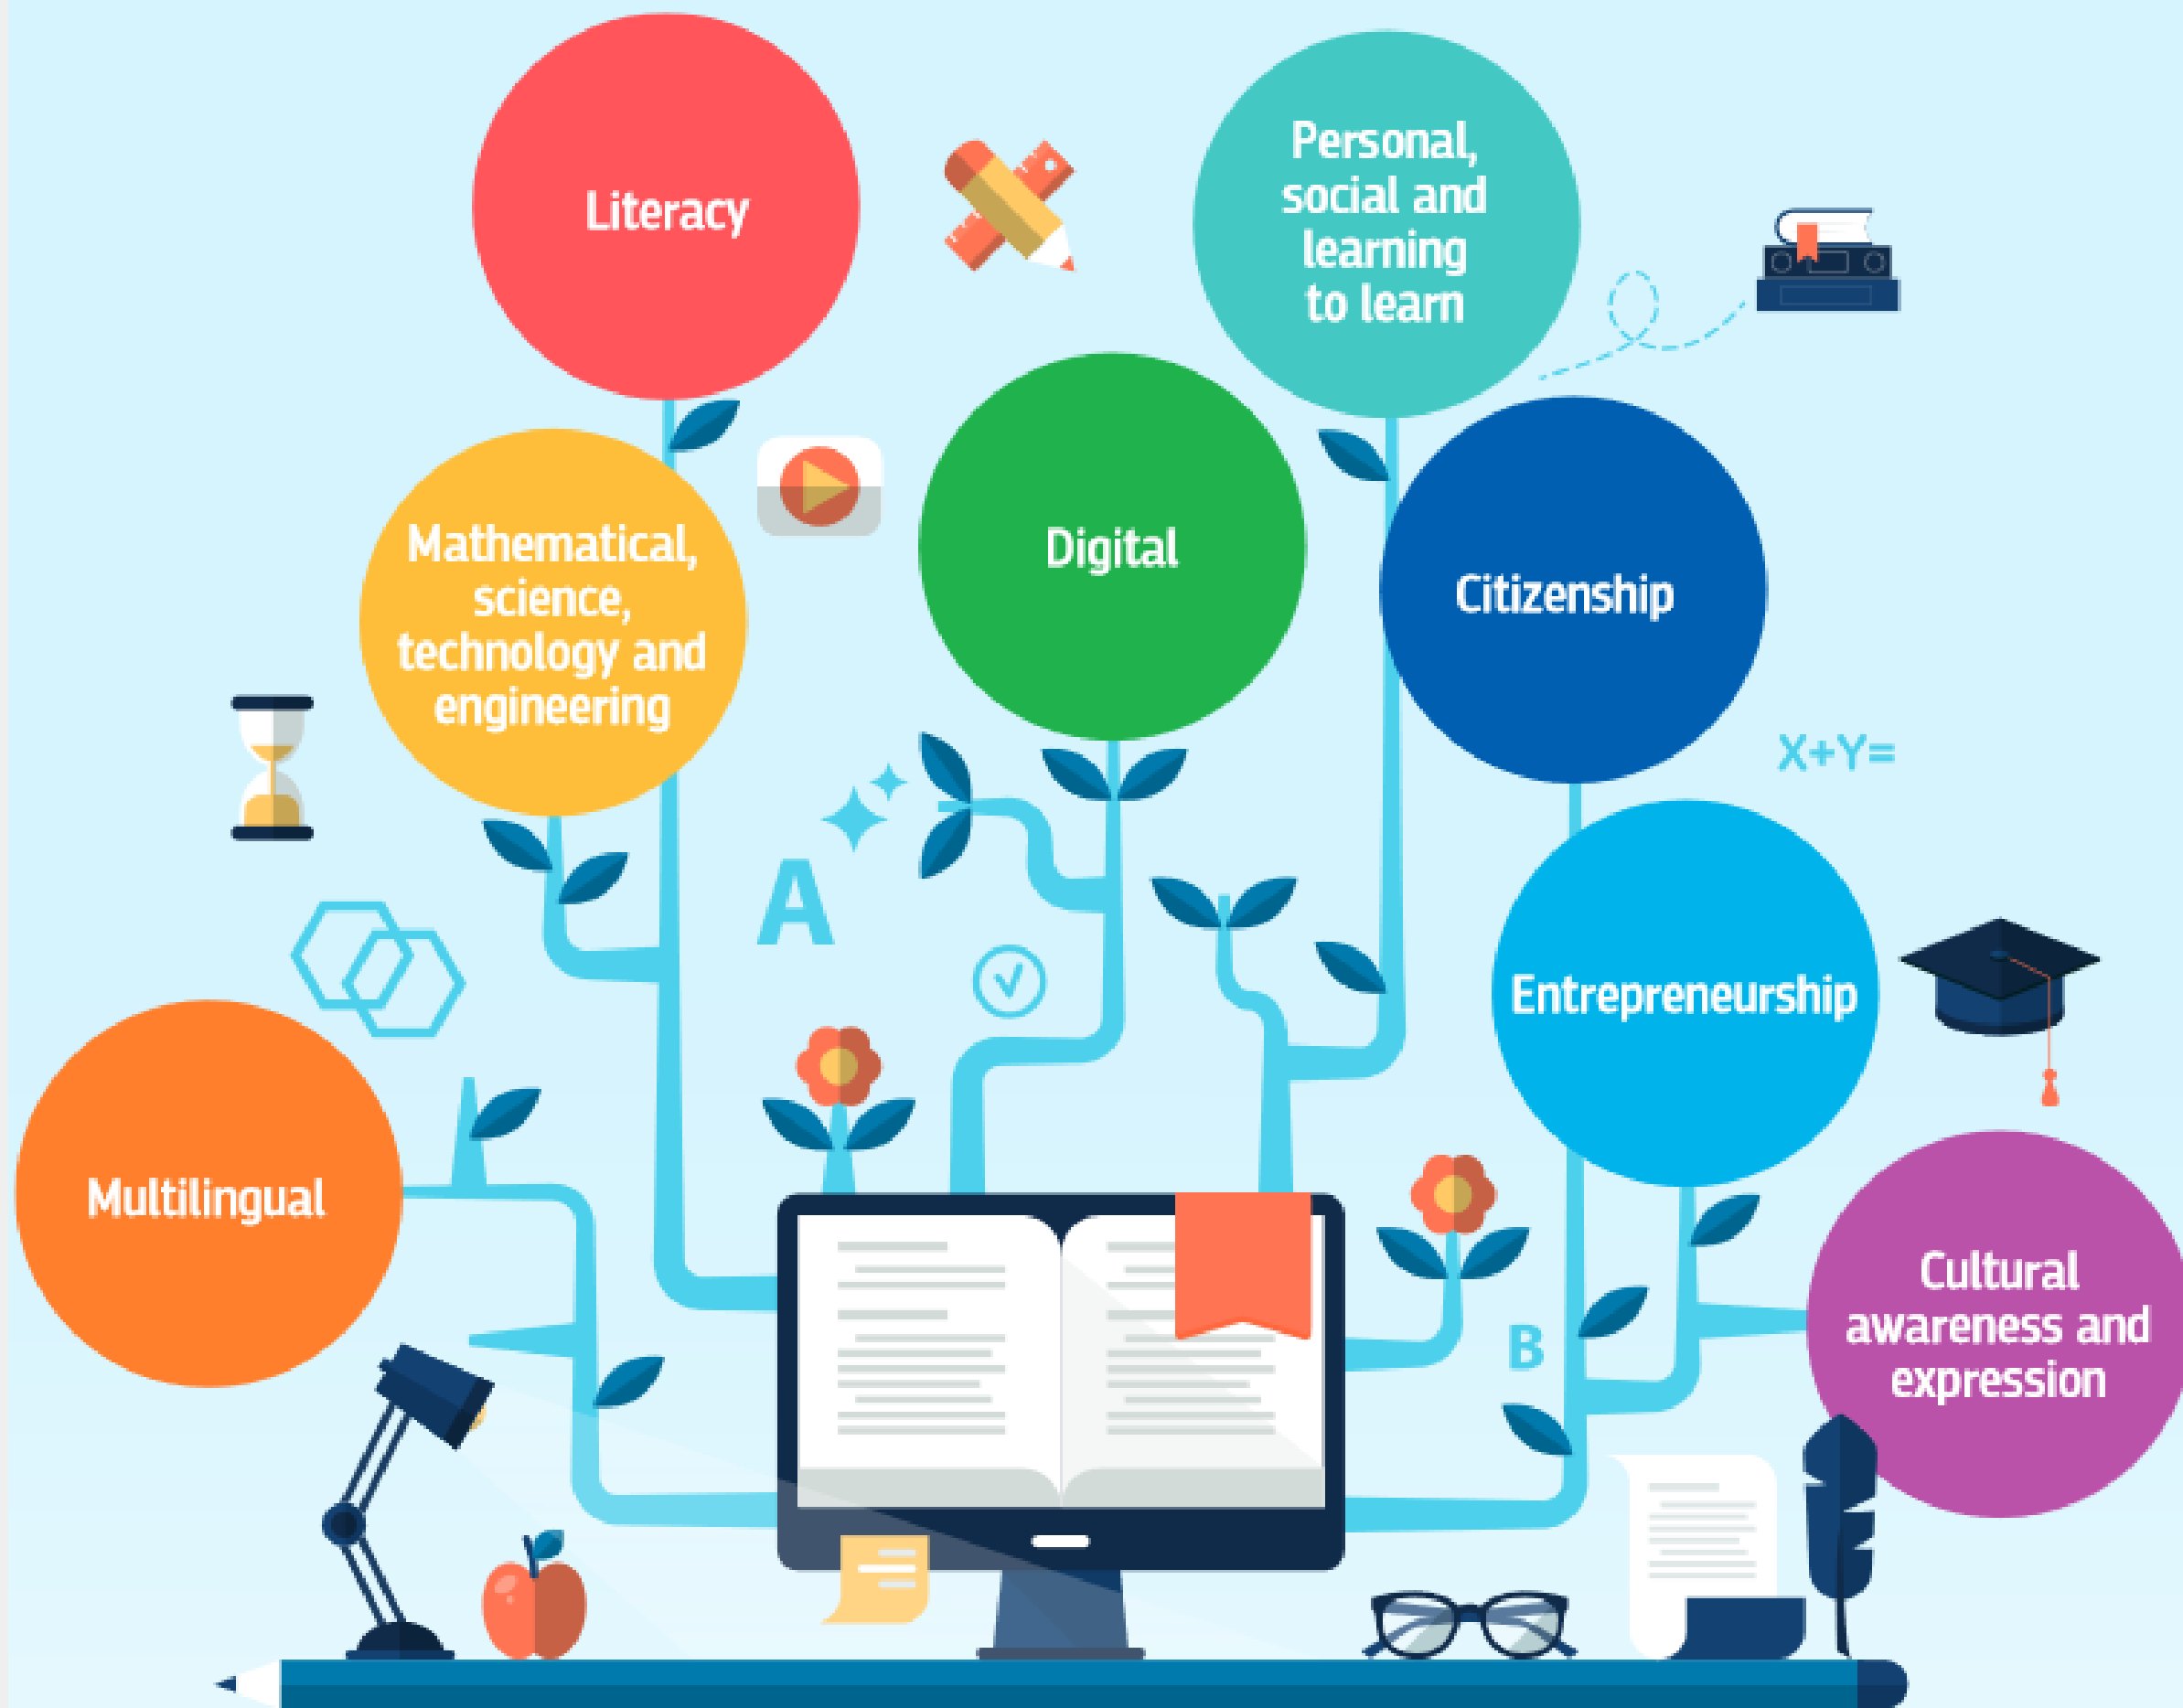 Literacy
Personal,
social and
learning
to learn
Mathematical,
science,
technology and
engineering
Digital
Citizenship
X+Y=
A
Entrepreneurship
Multilingual
B
Cultural
awareness and
expression